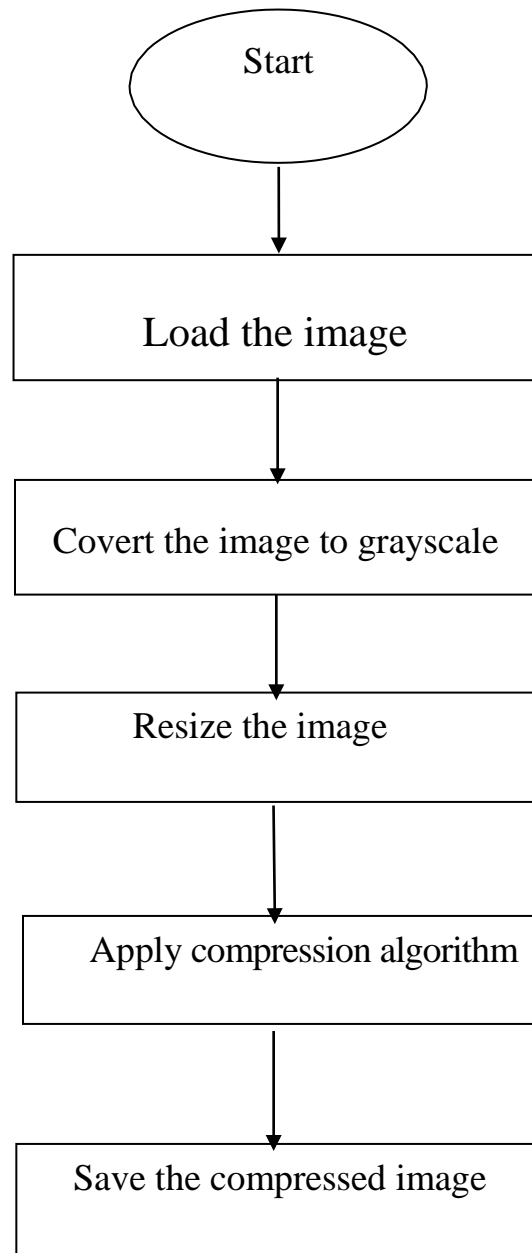 Start
Load the image
Covert the image to grayscale
Resize the image
Apply compression algorithm
Save the compressed image